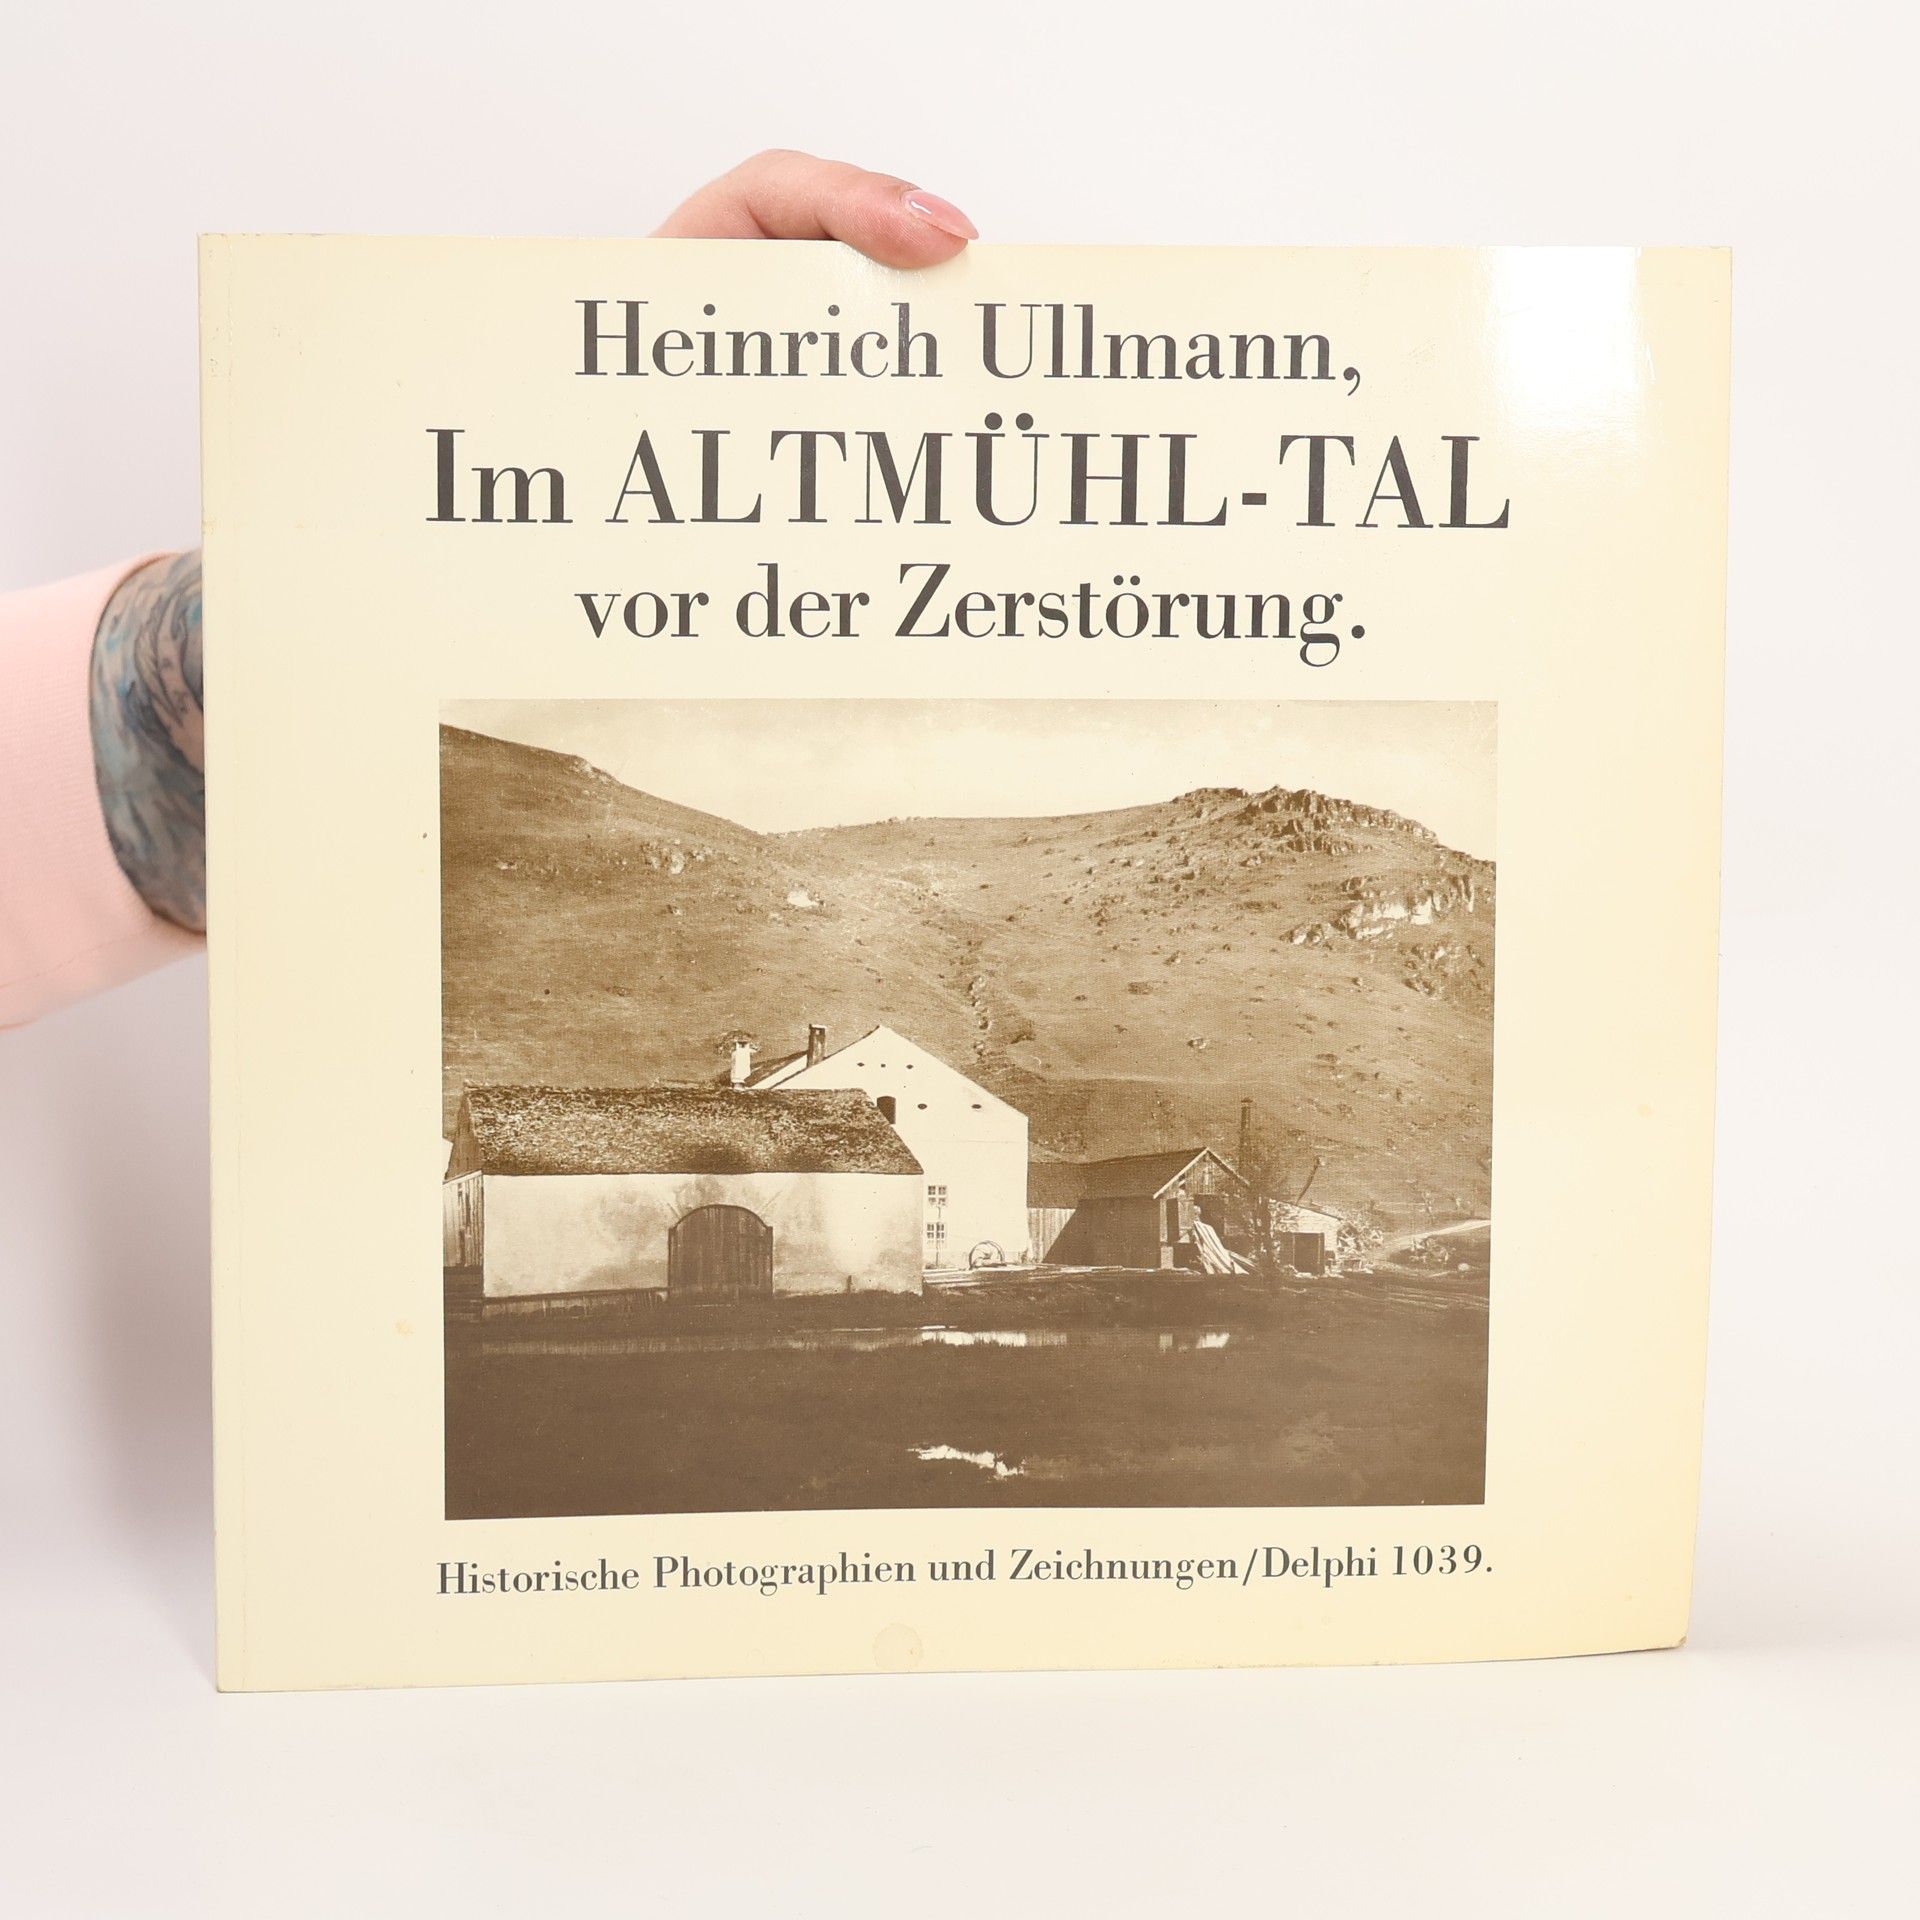 Heinrich Ullmann,
Im ALTMÜHL-TAL
vor der Zerstörung.
Historische Photographien und Zeichnungen/Delphi 1039.